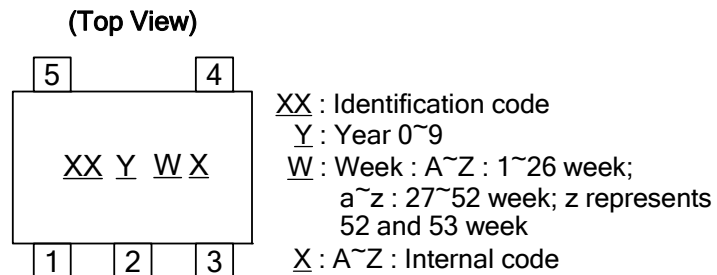 (Top View)
5 4
XX Y W X
1 2 3
XX : Identification code
Y : Year 0~9
W : Week : A~Z : 1~26 week;
a~z : 27~52 week; z represents
52 and 53 week
X : A~Z : Internal code